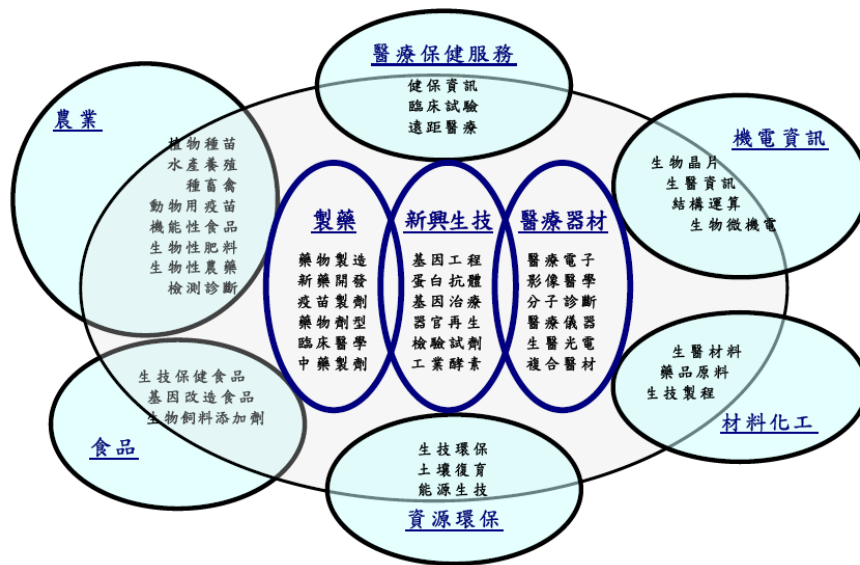 醫療保健服務
健保資訊
臨床試驗
遠距醫療
農業
植物種苗
水產養殖
種畜禽
動物用疫苗
機能性食品
生物性肥料
生物性農藥
檢測診斷
機電資訊
生物晶片
生醫資訊
結構運算
生物微機電
製藥
藥物製造
新藥開發
疫苗製劑
藥物劑型
臨床醫學
中藥製劑
新興生技
基因工程
蛋白抗體
基因治療
器官再生
檢驗試劑
工業酵素
醫療器材
醫療電子
影像醫學
分子診斷
醫療儀器
生醫光電
複合醫材
生技保健食品
基因改造食品
生物飼料添加劑
食品
生技環保
土壤復育
能源生技
資源環保
生醫材料
藥品原料
生技製程
材料化工